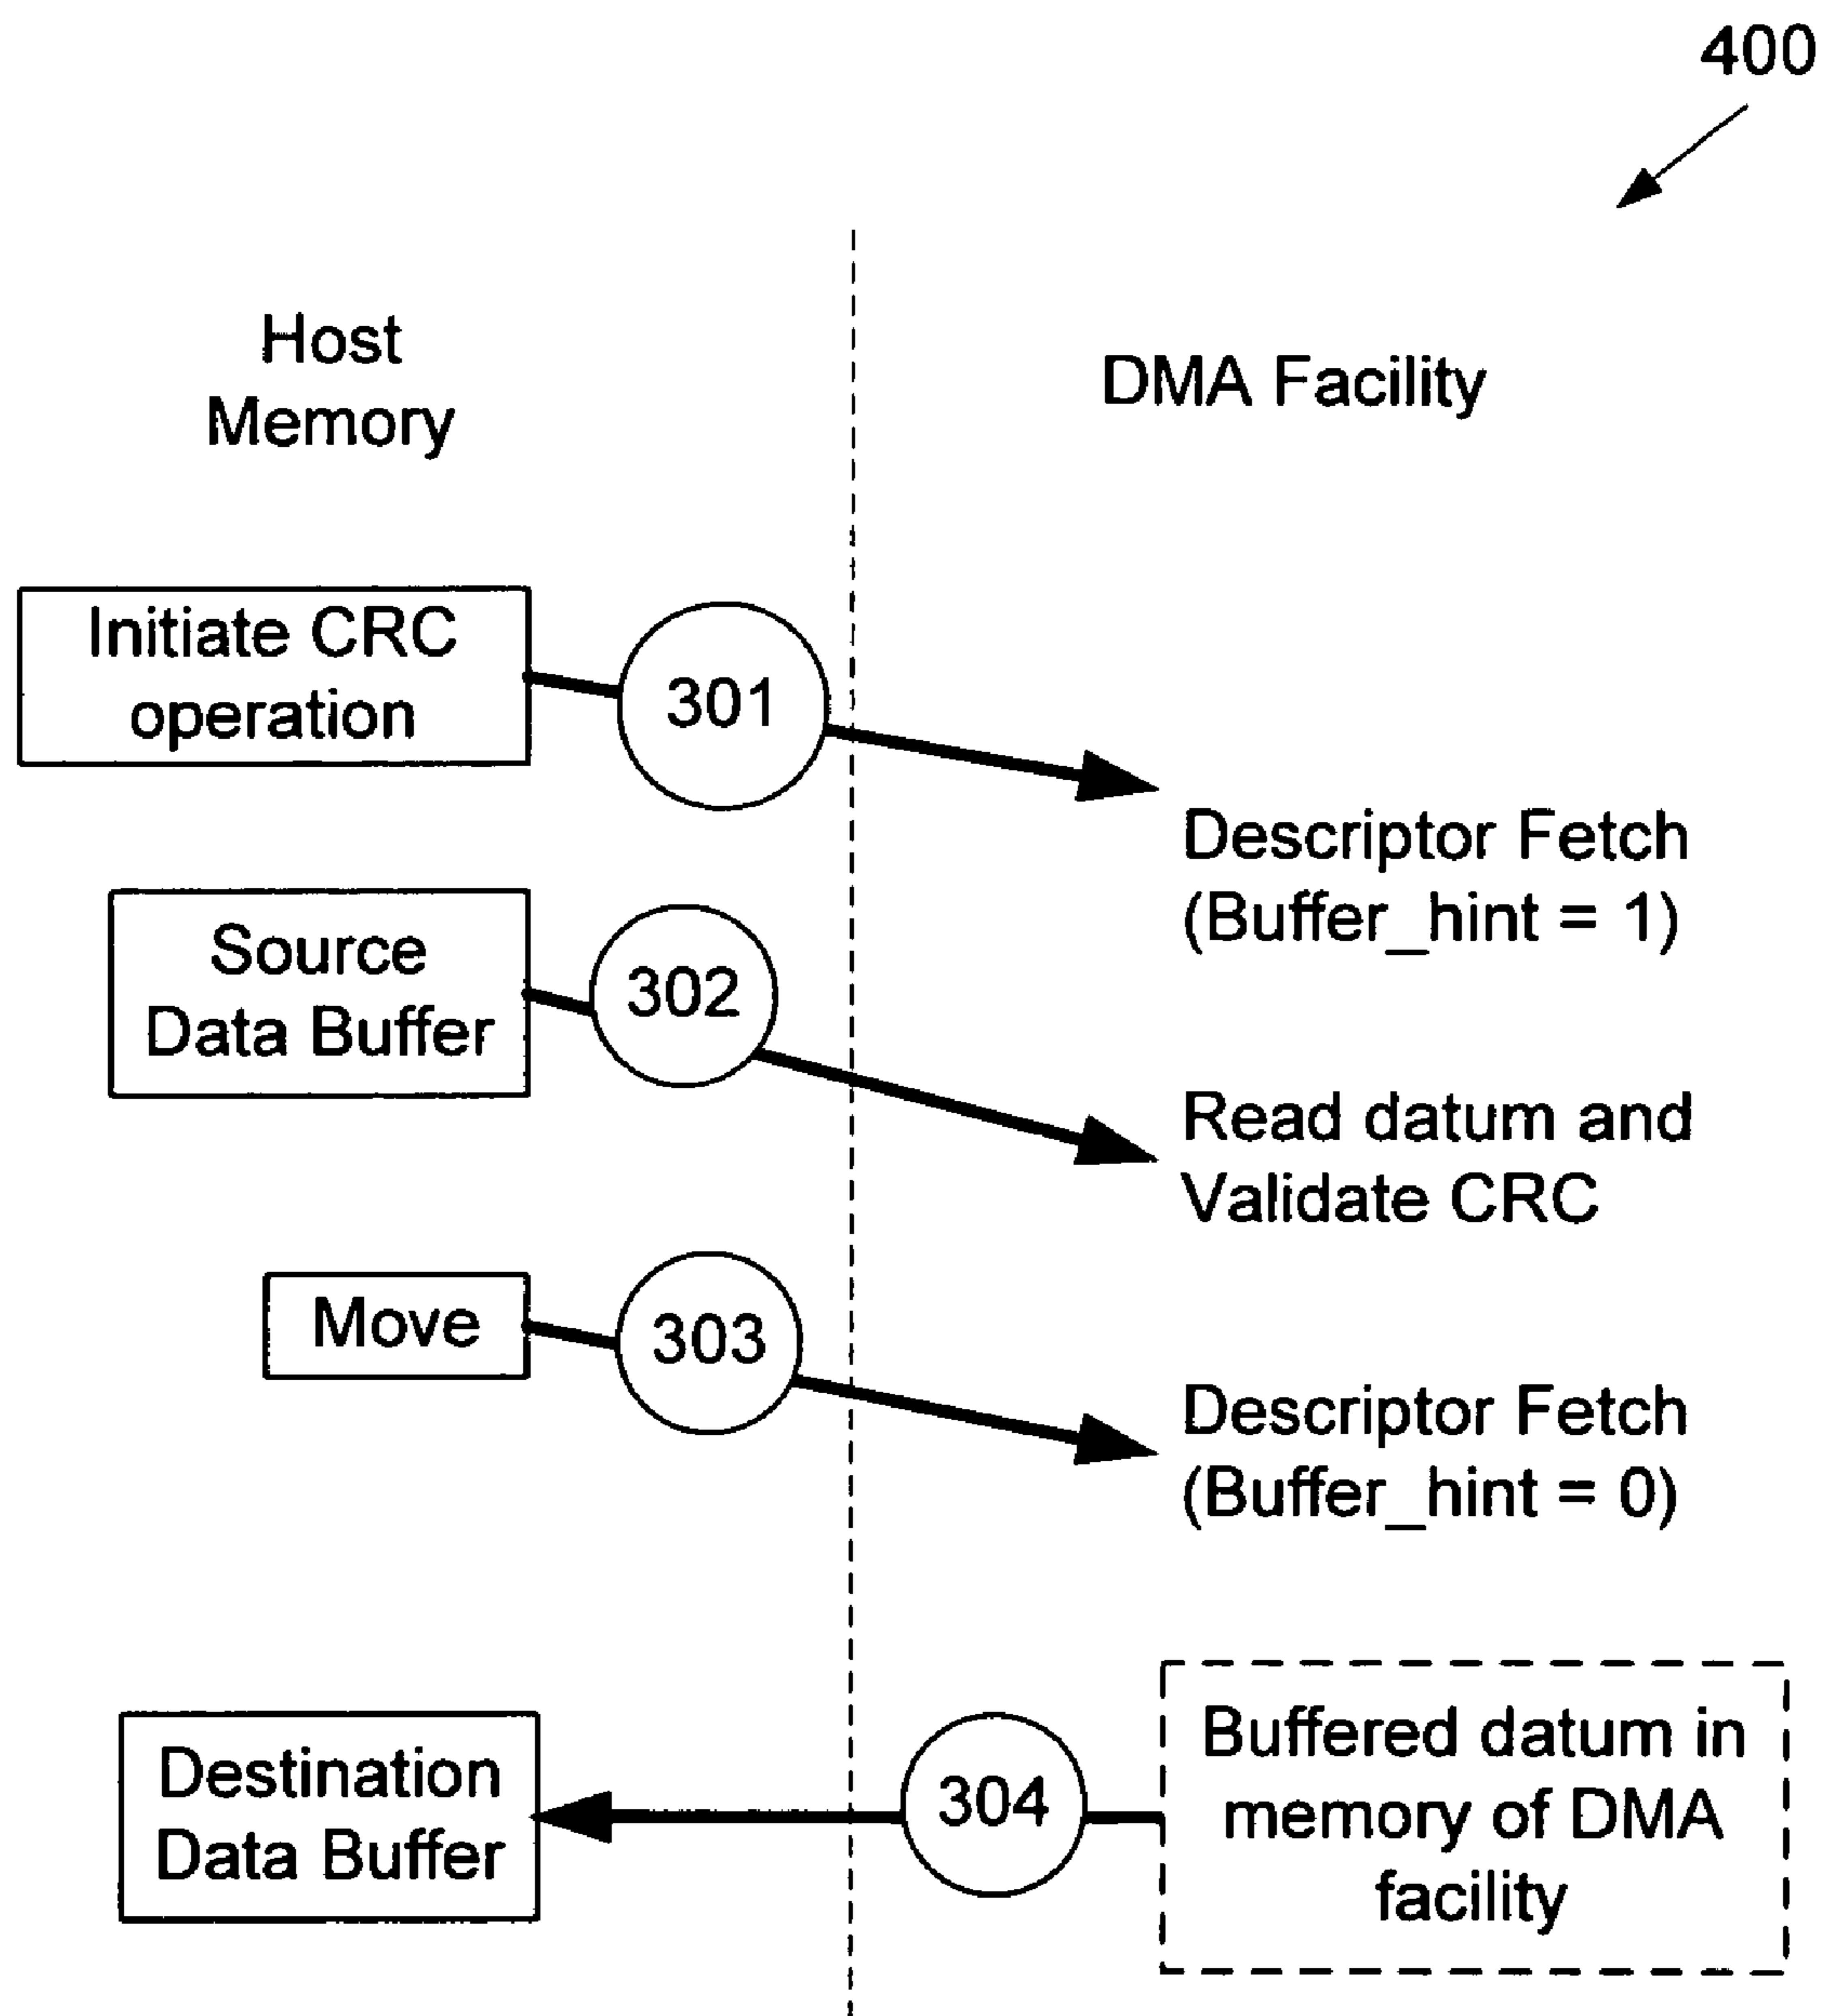 400
Host
Memory
DMA Facility
Initiate CRC
operation
301
Descriptor Fetch
(Buffer_hint = 1)
Source
Data Buffer
302
Read datum and
Validate CRC
Move
303
Descriptor Fetch
(Buffer_hint = 0)
Destination
Data Buffer
304
Buffered datum in
memory of DMA
facility